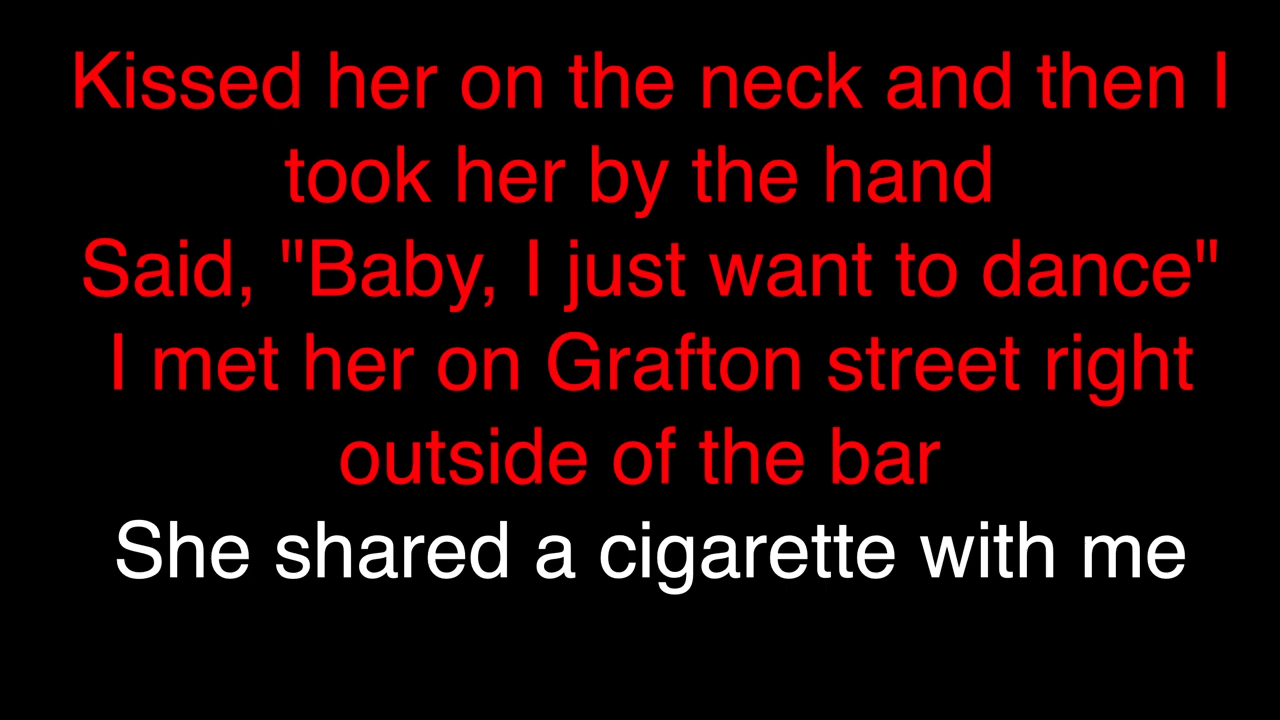 Kissed her on the neck and then I
took her by the hand
Said, "Baby, I just want to dance"
I met her on Grafton street right
outside of the bar
She shared a cigarette with me